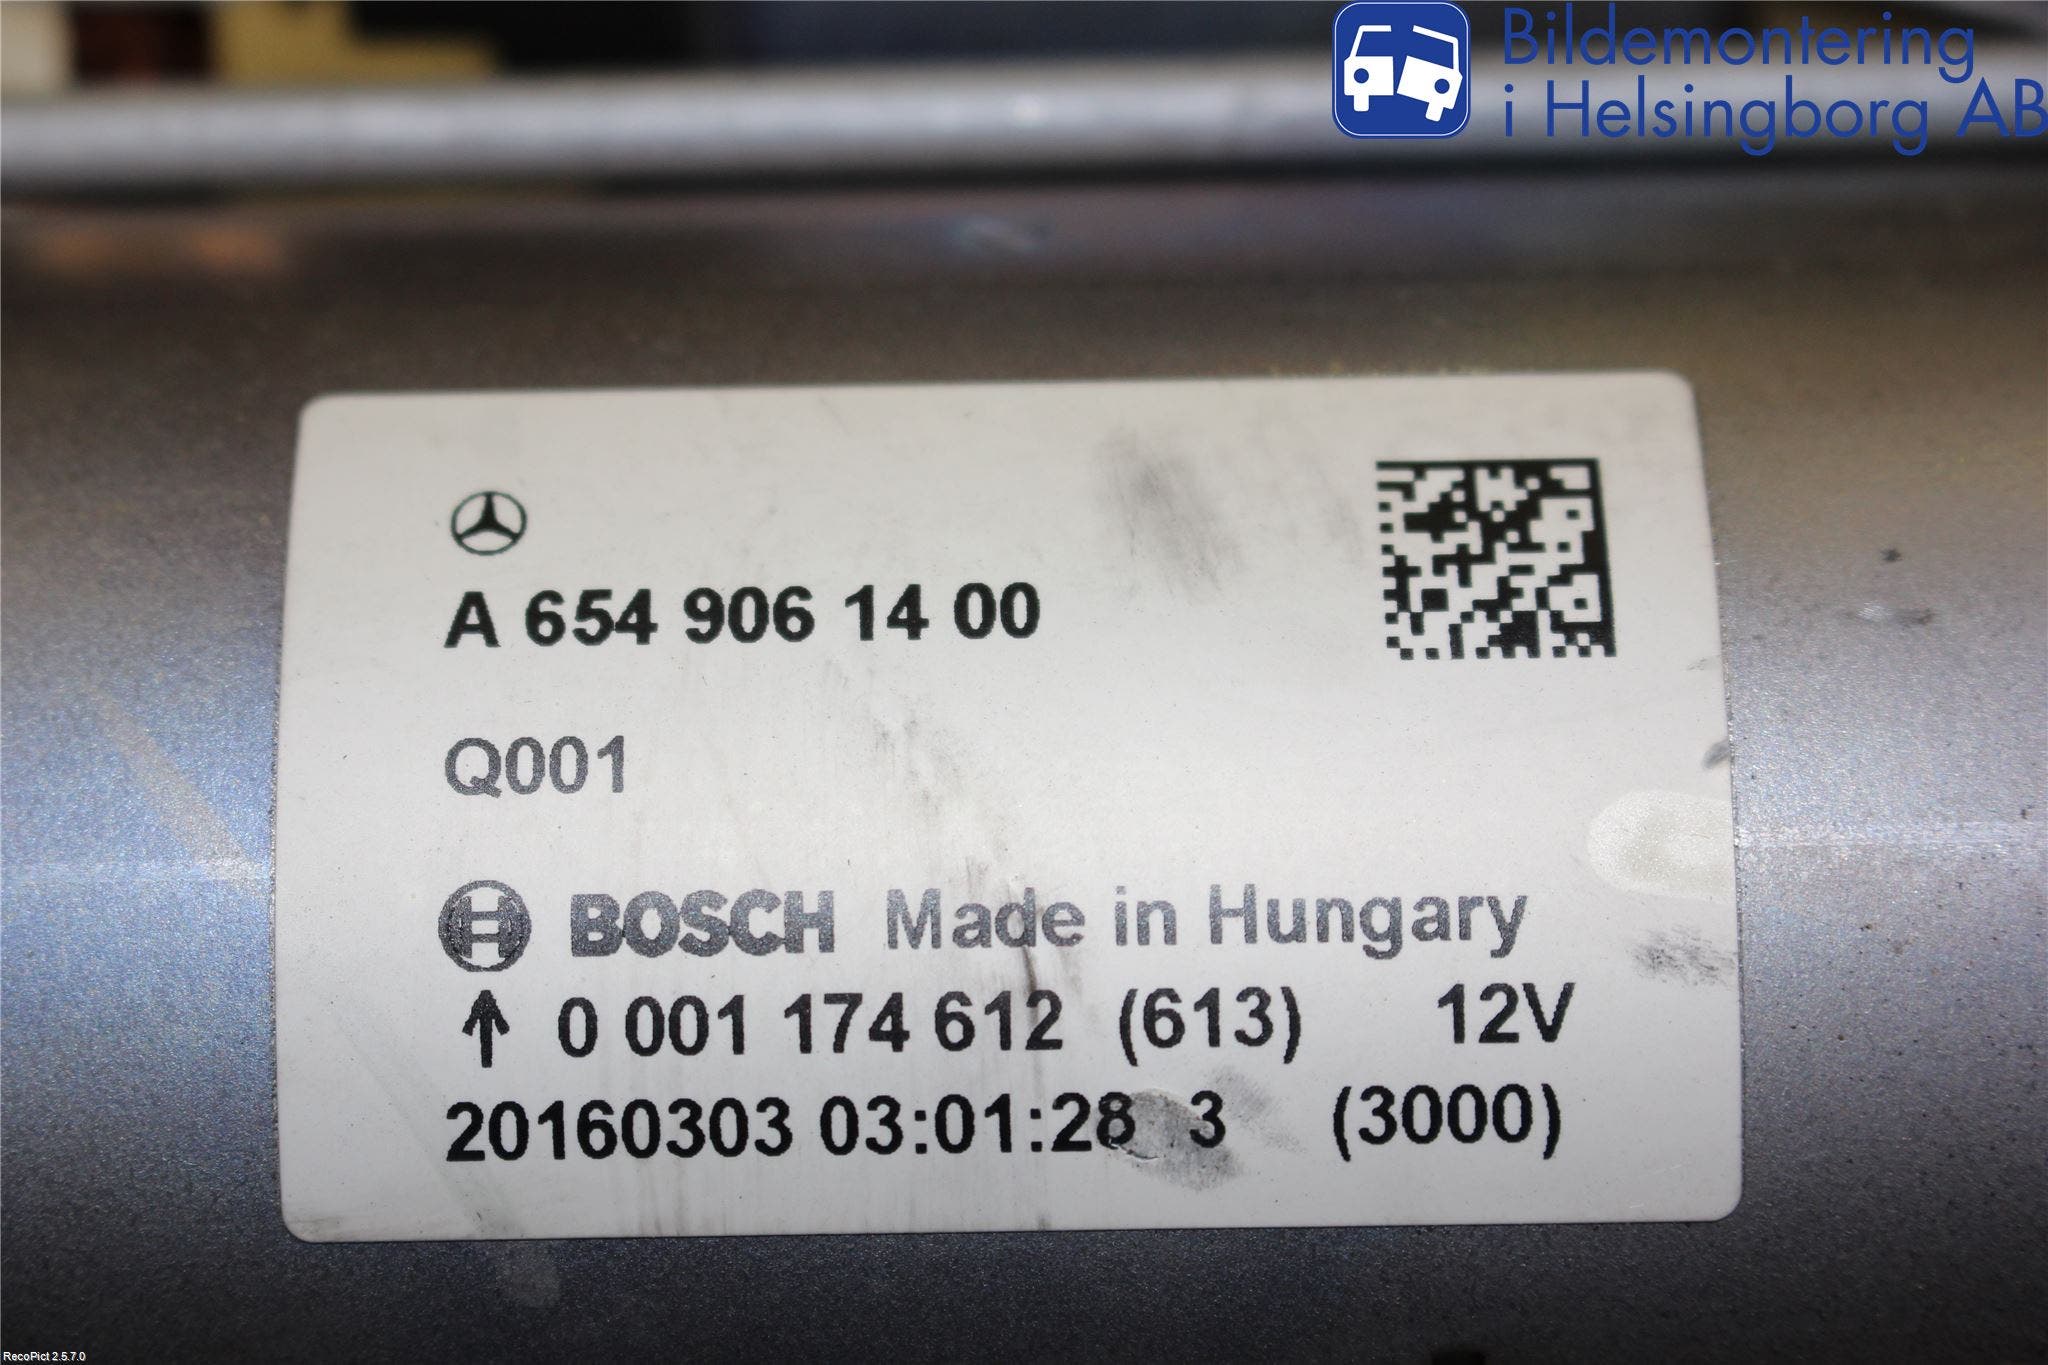 Bildemontering
i Helsingborg AB
A 654 906 14 00
Q001
BOSCH Made in Hungary
↑ 0 001 174 612 (613) 12V
20160303 03:01:28 3 (3000)
RecoPict 2.5.7.0